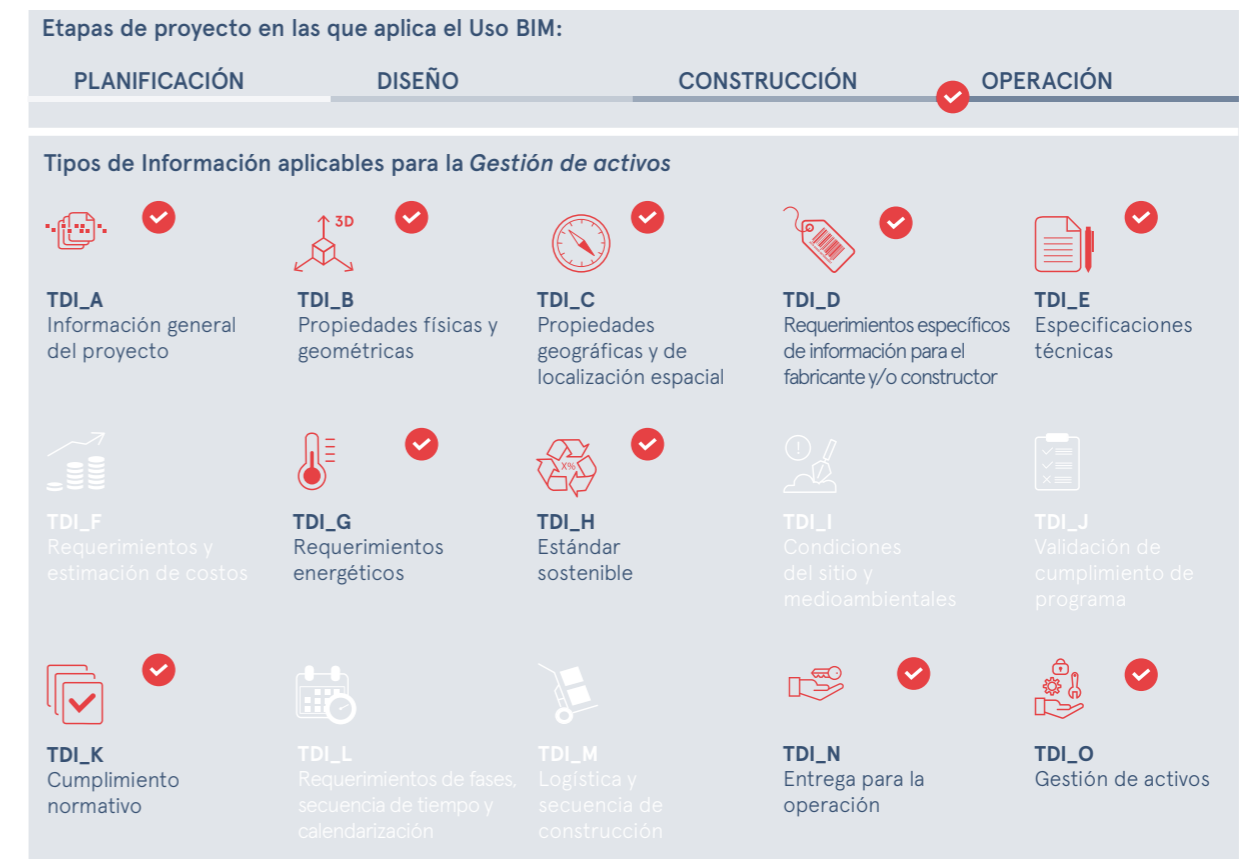 Etapas de proyecto en las que aplica el Uso BIM:
PLANIFICACIÓN DISEÑO CONSTRUCCIÓN OPERACIÓN
Tipos de Información aplicables para la Gestión de activos
3D
TDI_A
Información general
del proyecto
TDI_B
Propiedades físicas y
geométricas
TDI_C
Propiedades
geográficas y de
localización espacial
TDI_D
Requerimientos específicos
de información para el
fabricante y/o constructor
TDI_E
Especificaciones
técnicas
TDI_F
Requerimientos y
estimación de costos
TDI_G
Requerimientos
energéticos
X%
TDI_H
Estándar
sostenible
TDI_I
Condiciones
del sitio y
medioambientales
TDI_J
Validación de
cumplimiento de
programa
TDI_K
Cumplimiento
normativo
TDI_L
Requerimientos de fases,
secuencia de tiempo y
calendarización
TDI_M
Logística y
secuencia de
construcción
TDI_N
Entrega para la
operación
TDI_O
Gestión de activos